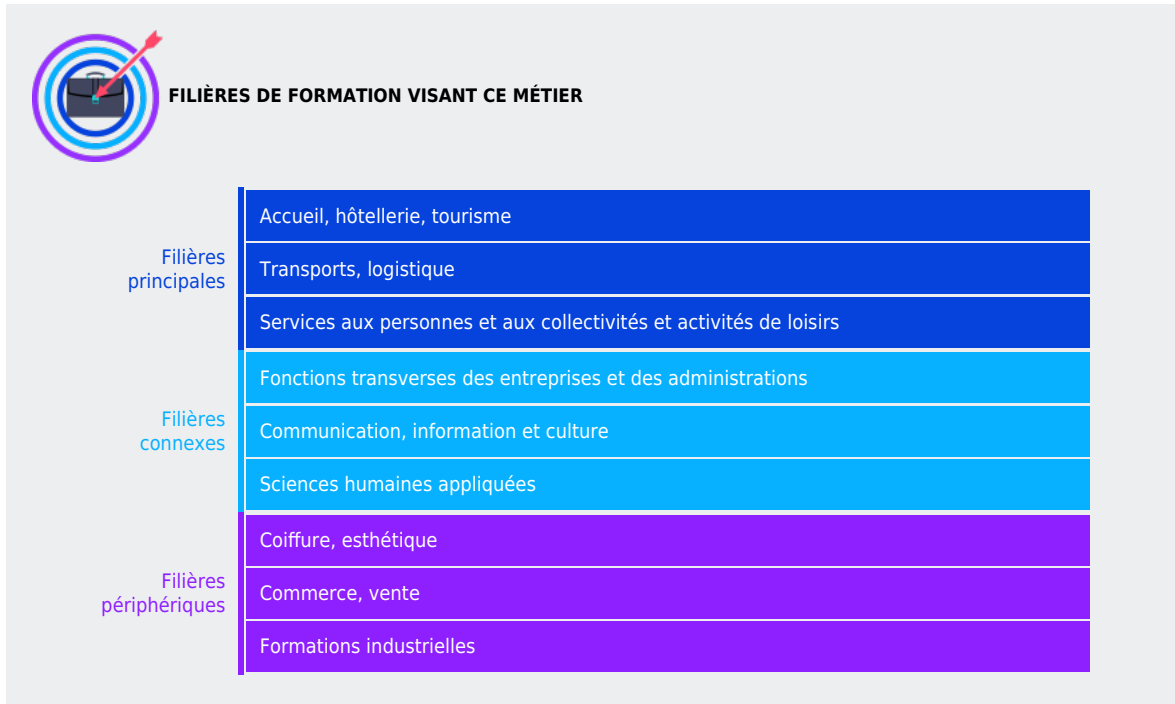 FILIÈRES DE FORMATION VISANT CE MÉTIER
Filières
principales
Accueil, hôtellerie, tourisme
Transports, logistique
Services aux personnes et aux collectivités et activités de loisirs
Filières
connexes
Fonctions transverses des entreprises et des administrations
Communication, information et culture
Sciences humaines appliquées
Filières
périphériques
Coiffure, esthétique
Commerce, vente
Formations industrielles